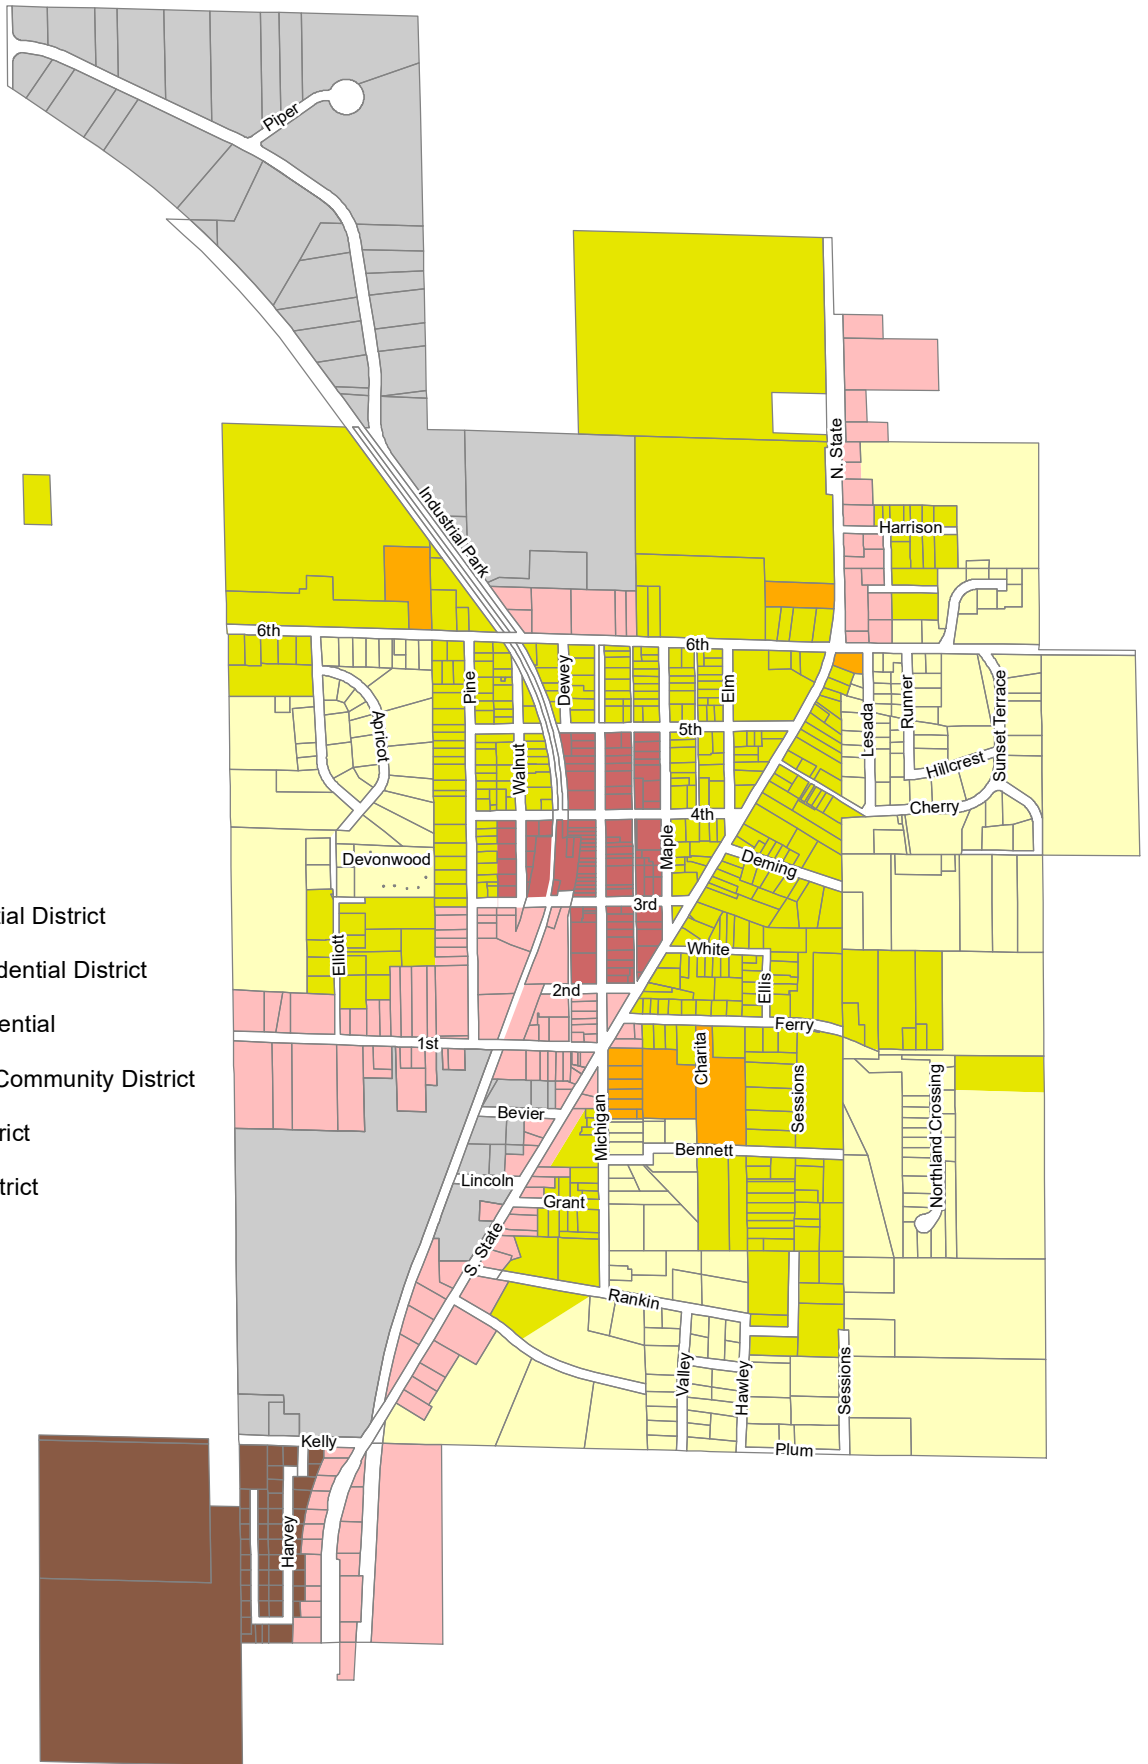 Piper
N. State
Industrial Park
Harrison
6th
6th
Pine
Dewey
Elm
Lesada
Runner
Sunset Terrace
Apricot
5th
Walnut
Hillcrest
Cherry
4th
Maple
Devonwood
Deming
3rd
tial District
Elliott
White
dential District
Ellis
2nd
ential
Ferry
1st
Charita
Community District
Sessions
Northland Crossing
Bevier
Michigan
rict
Bennett
Lincoln
trict
Grant
S. State
Rankin
Valley
Hawley
Sessions
Kelly
Plum
Harvey